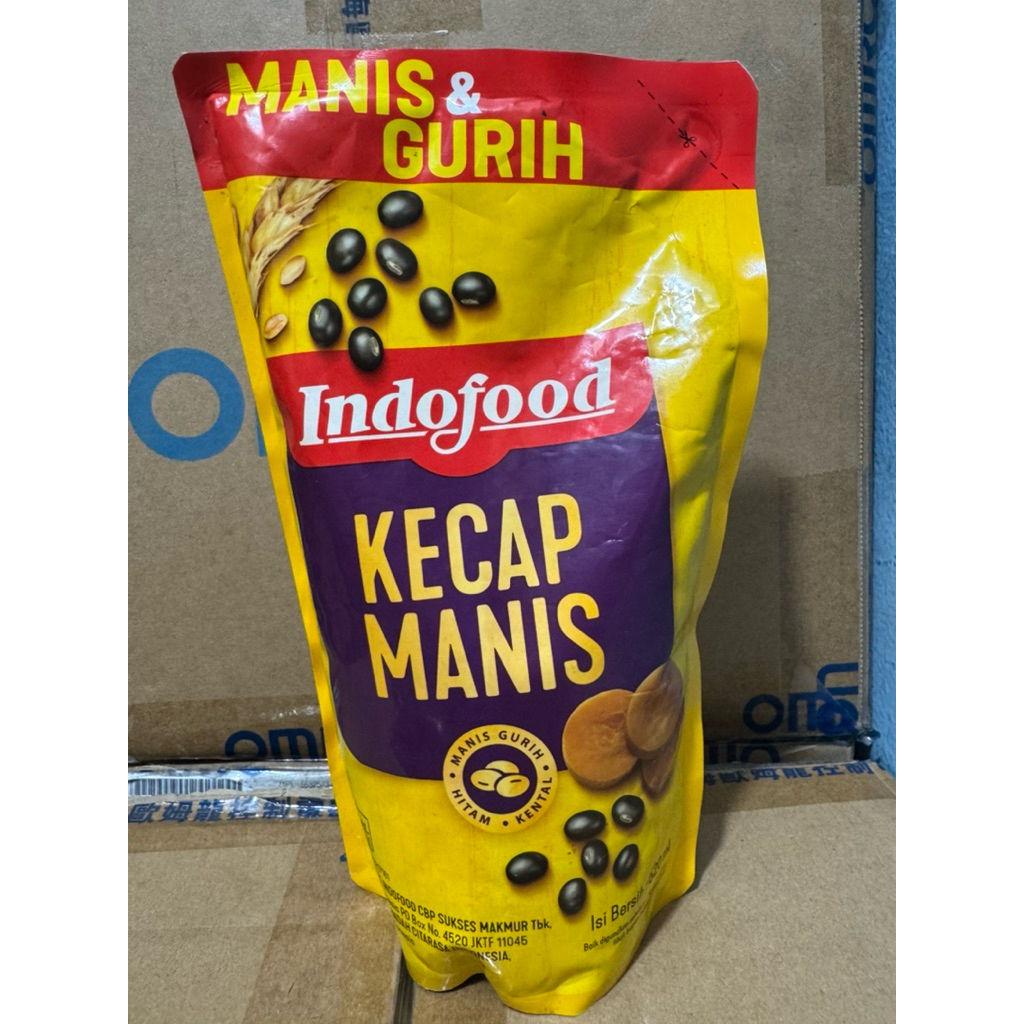 MANIS &
GURIH
Indofood
KECAP
MANIS
MANIS GURIH • KENTAL • HITAM •
INDOFOOD CBP SUKSES MAKMUR Tbk.
PO Box No. 4520 JKTF 11045
CITARASA INDONESIA.
Isi Bersih